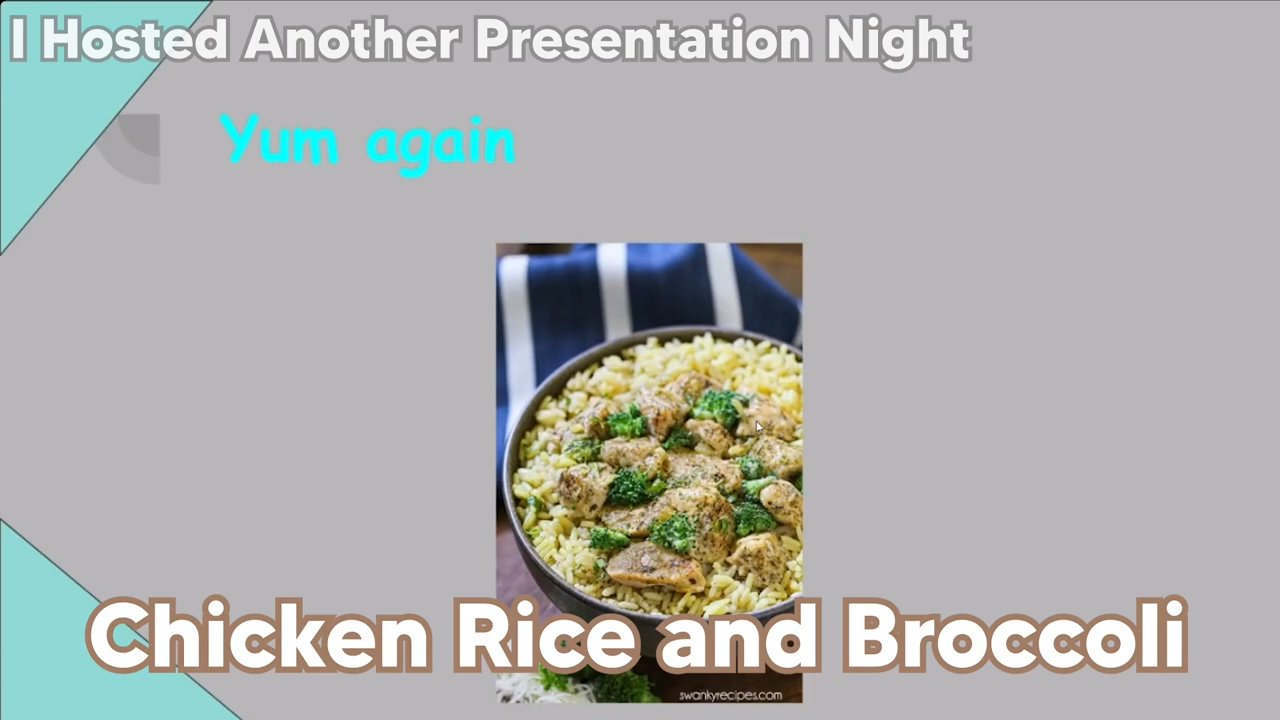 I Hosted Another Presentation Night
Yum again
Chicken Rice and Broccoli
swankyrecipes.com